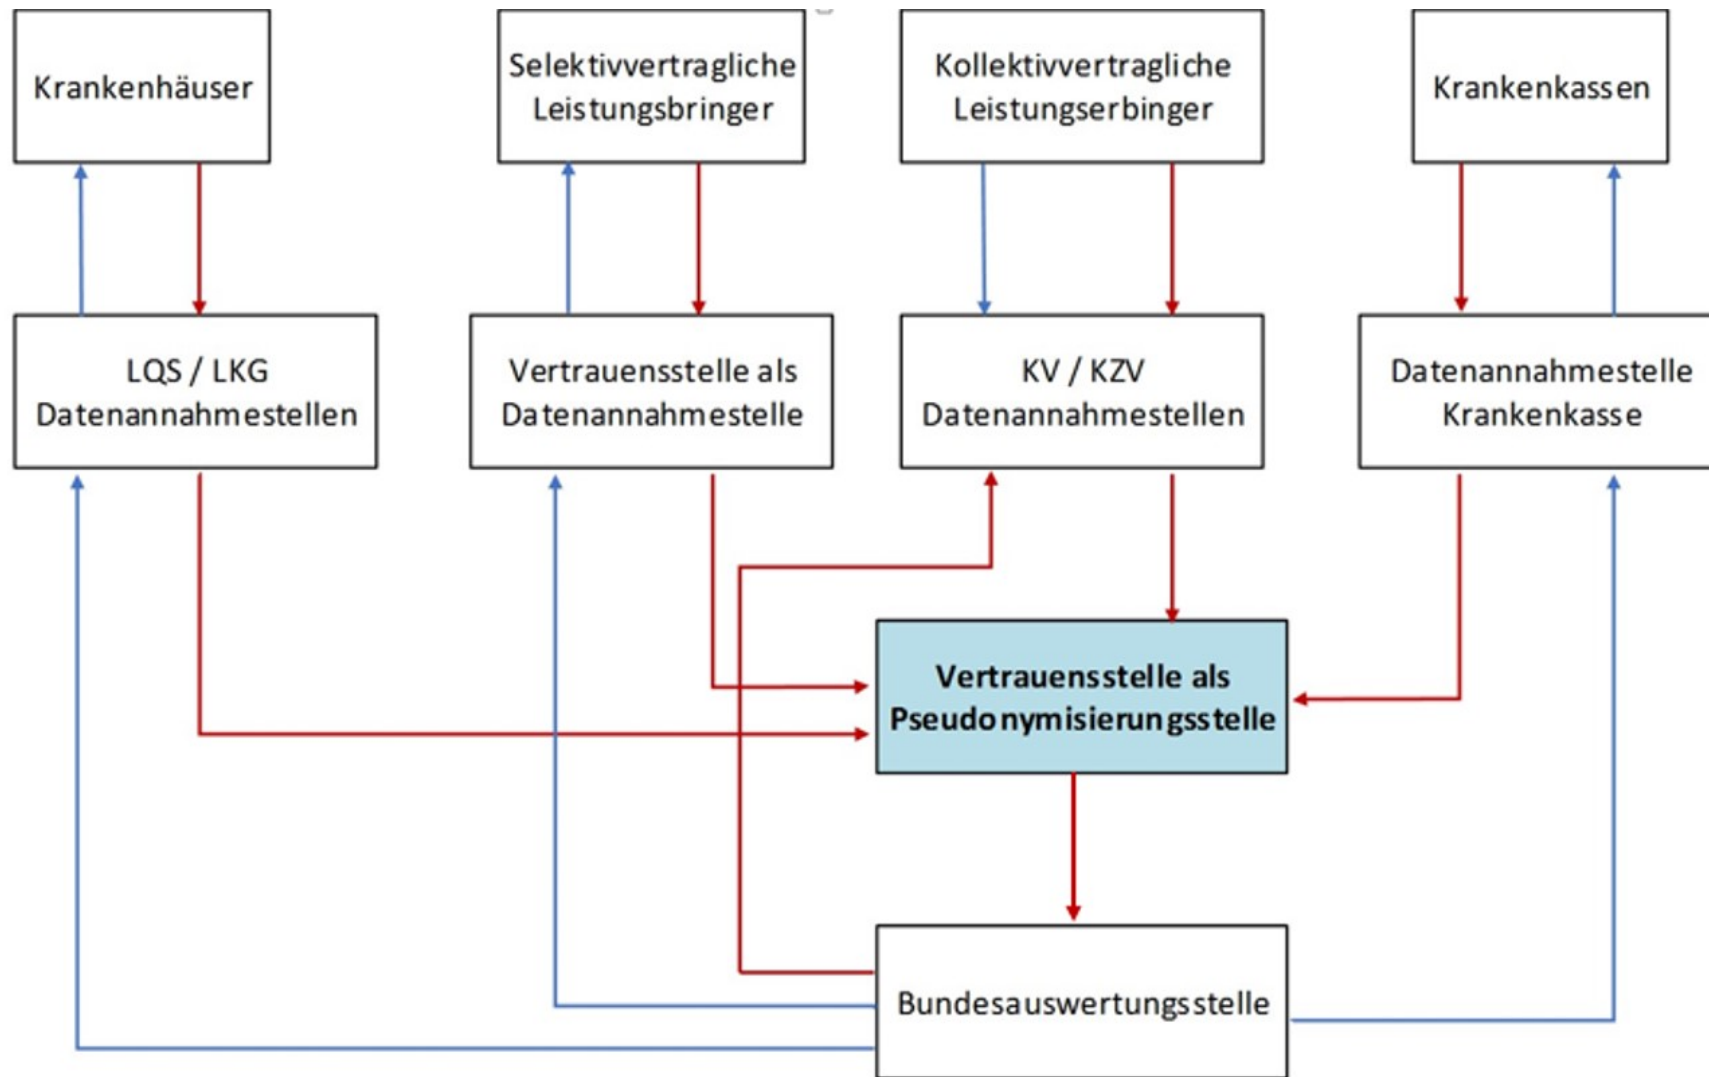 Krankenhäuser
Selektivvertragliche
Leistungsbringer
Kollektivvertragliche
Leistungserbinger
Krankenkassen
LQS / LKG
Datenannahmestellen
Vertrauensstelle als
Datenannahmestelle
KV / KZV
Datenannahmestellen
Datenannahmestelle
Krankenkasse
Vertrauensstelle als
Pseudonymisierungsstelle
Bundesauswertungsstelle